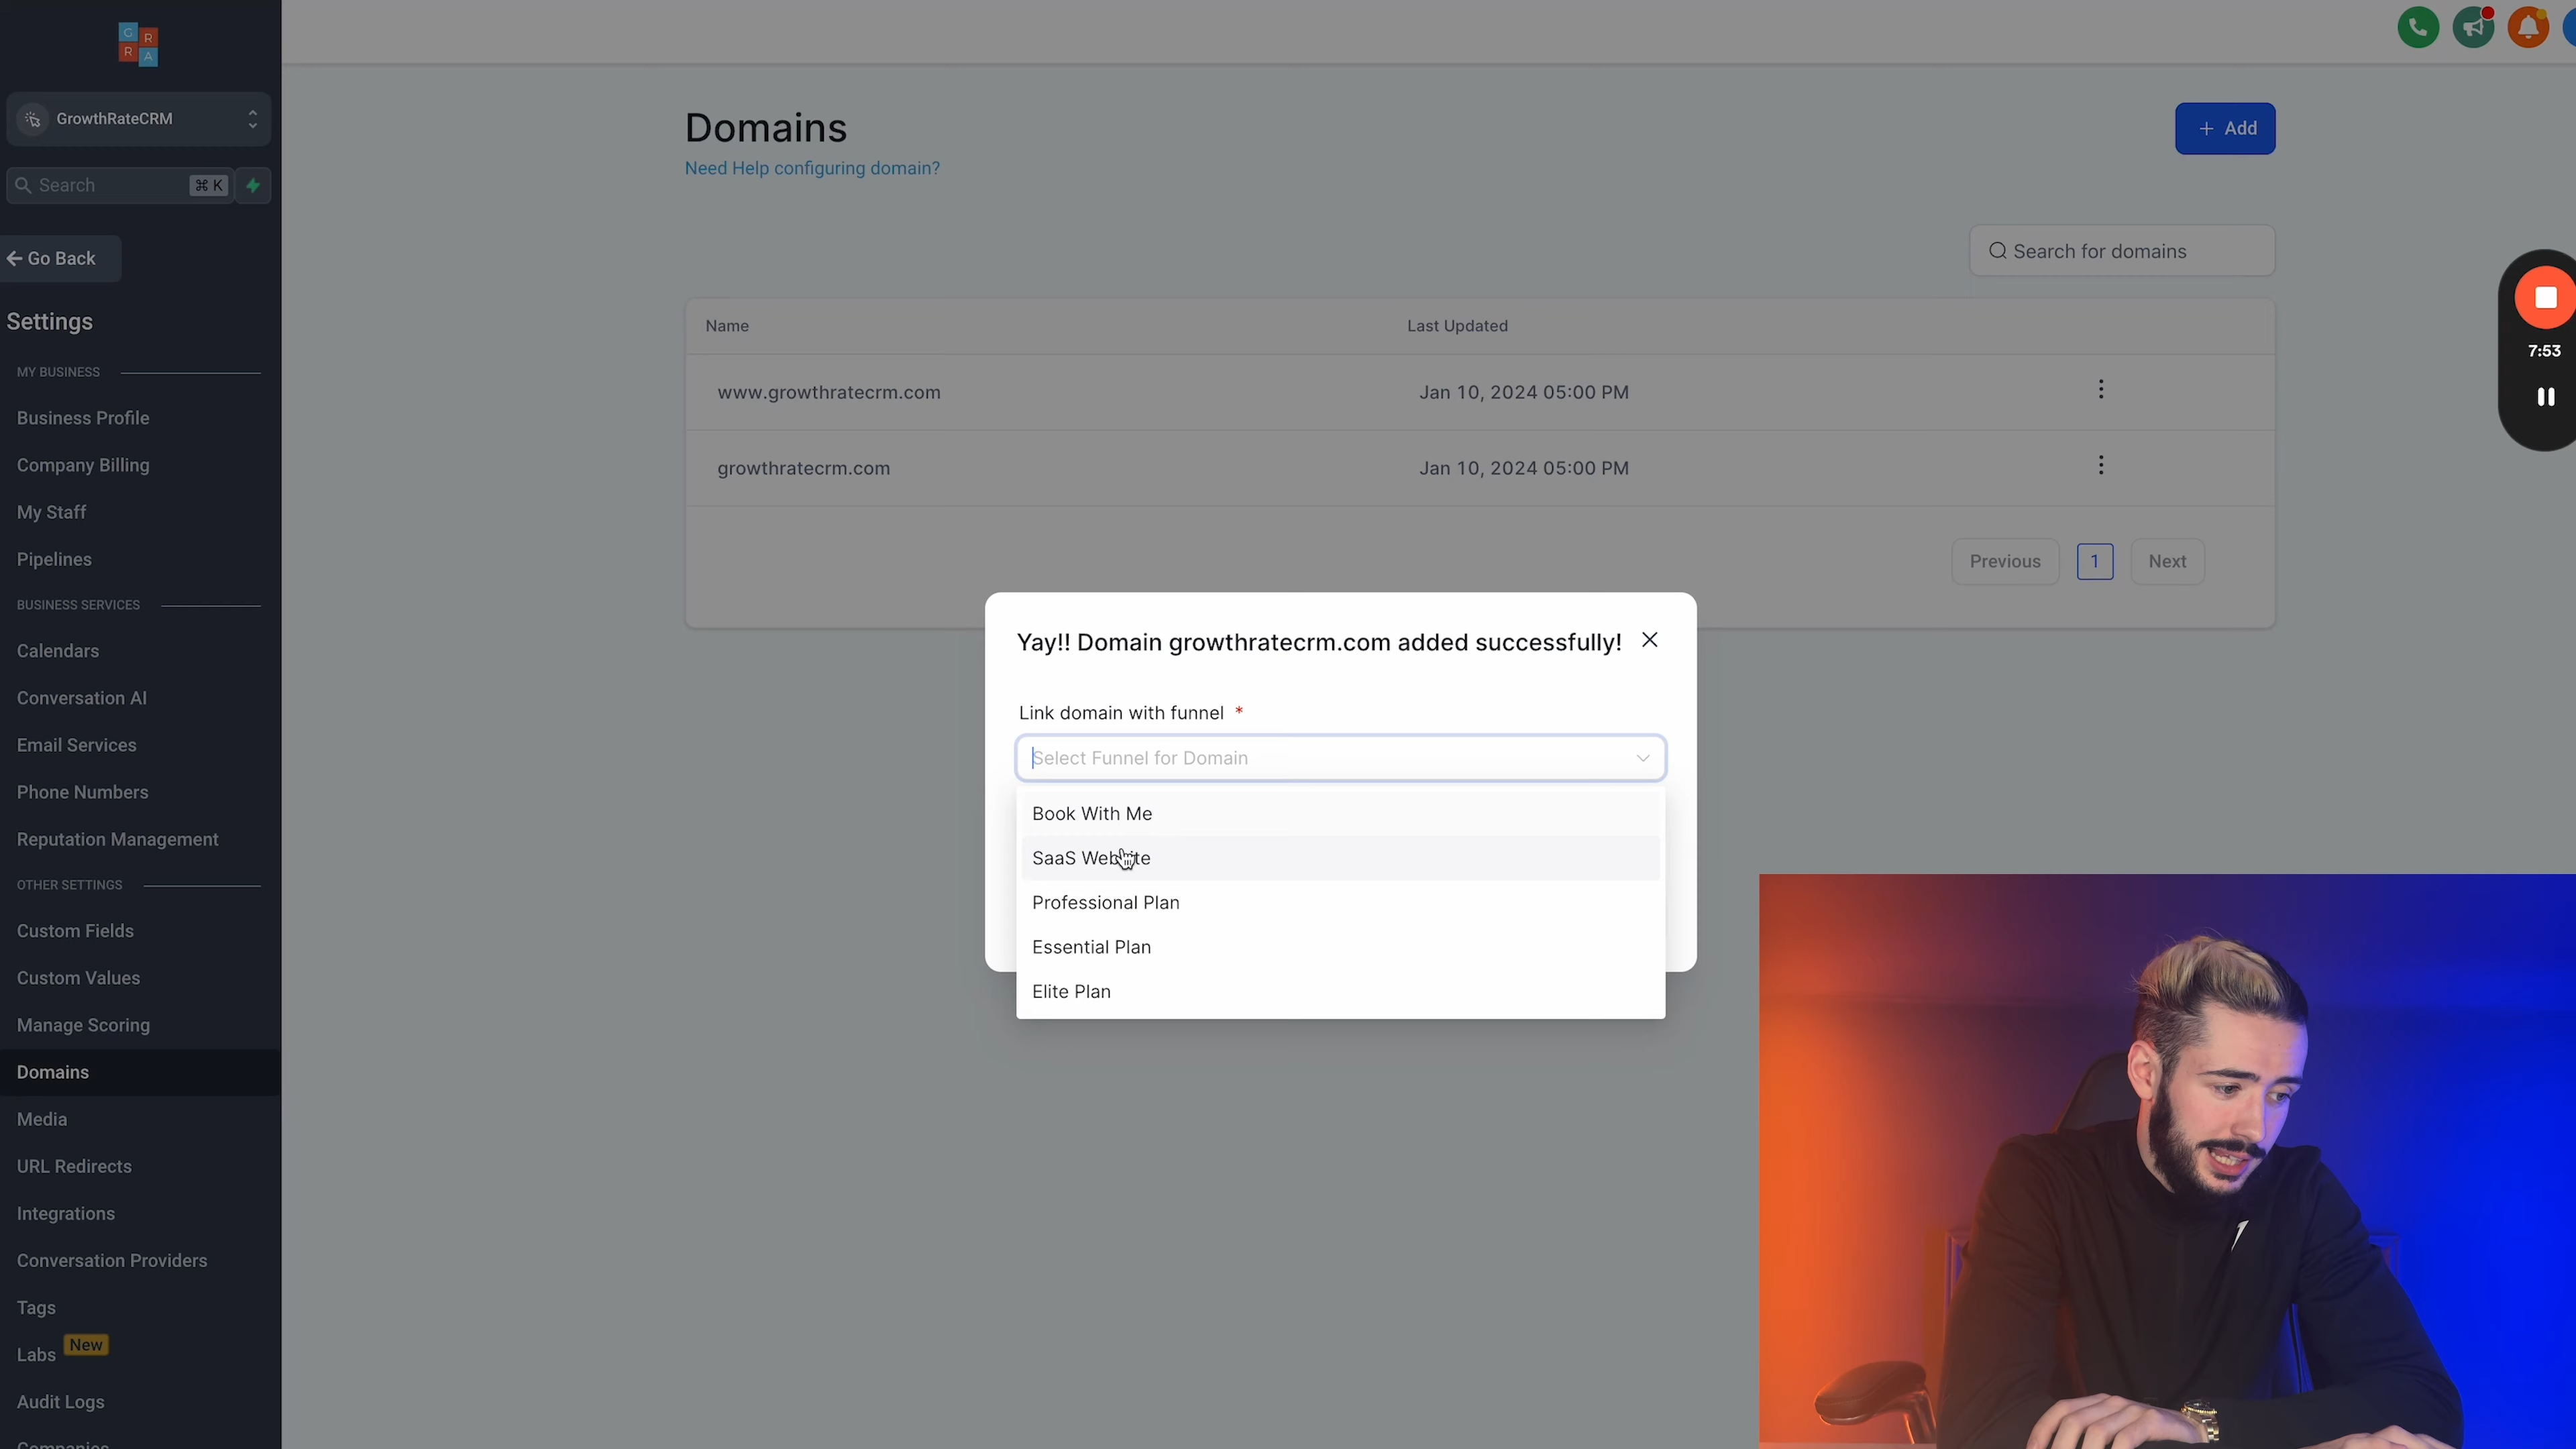 G R
R A
GrowthRateCRM
Search ⌘ K
Go Back
Settings
MY BUSINESS
Business Profile
Company Billing
My Staff
Pipelines
BUSINESS SERVICES
Calendars
Conversation AI
Email Services
Phone Numbers
Reputation Management
OTHER SETTINGS
Custom Fields
Custom Values
Manage Scoring
Domains
Media
URL Redirects
Integrations
Conversation Providers
Tags
Labs New
Audit Logs
Companies
Domains
+ Add
Need Help configuring domain?
Search for domains
Name Last Updated
www.growthratecrm.com Jan 10, 2024 05:00 PM
growthratecrm.com Jan 10, 2024 05:00 PM
Previous 1 Next
Yay!! Domain growthratecrm.com added successfully!
Link domain with funnel *
Select Funnel for Domain
Book With Me
SaaS Website
Professional Plan
Essential Plan
Elite Plan
7:53